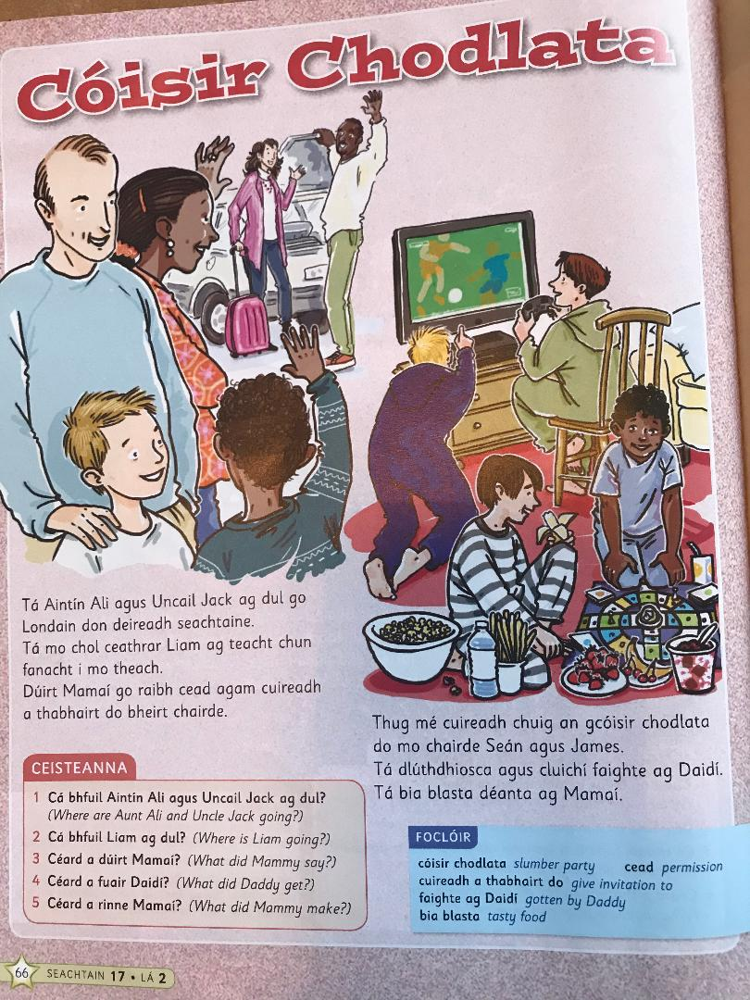 Cóisir Chodlata
Tá Aintín Ali agus Uncail Jack ag dul go
Londain don deireadh seachtaine.
Tá mo chol ceathrar Liam ag teacht chun
fanacht i mo theach.
Dúirt Mamaí go raibh cead agam cuireadh
a thabhairt do bheirt chairde.
Thug mé cuireadh chuig an gcóisir chodlata
do mo chairde Seán agus James.
Tá dlúthdhiosca agus cluichí faighte ag Daidí.
Tá bia blasta déanta ag Mamaí.
CEISTEANNA
1 Cá bhfuil Aintín Ali agus Uncail Jack ag dul?
(Where are Aunt Ali and Uncle Jack going?)
2 Cá bhfuil Liam ag dul? (Where is Liam going?)
3 Céard a dúirt Mamaí? (What did Mammy say?)
4 Céard a fuair Daidí? (What did Daddy get?)
5 Céard a rinne Mamaí? (What did Mammy make?)
FOCLÓIR
cóisir chodlata slumber party cead permission
cuireadh a thabhairt do give invitation to
faighte ag Daidí gotten by Daddy
bia blasta tasty food
66 SEACHTAIN 17 • LÁ 2